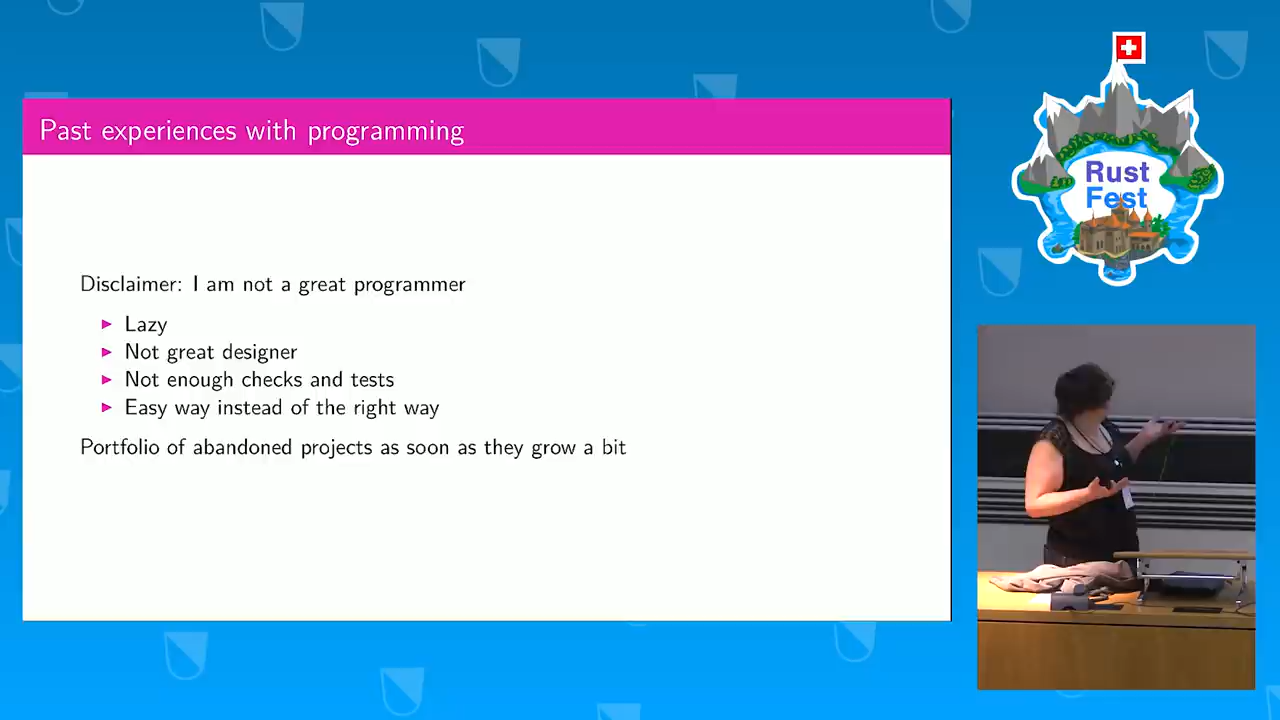 Past experiences with programming
Disclaimer: I am not a great programmer
Lazy
Not great designer
Not enough checks and tests
Easy way instead of the right way
Portfolio of abandoned projects as soon as they grow a bit
Rust
Fest